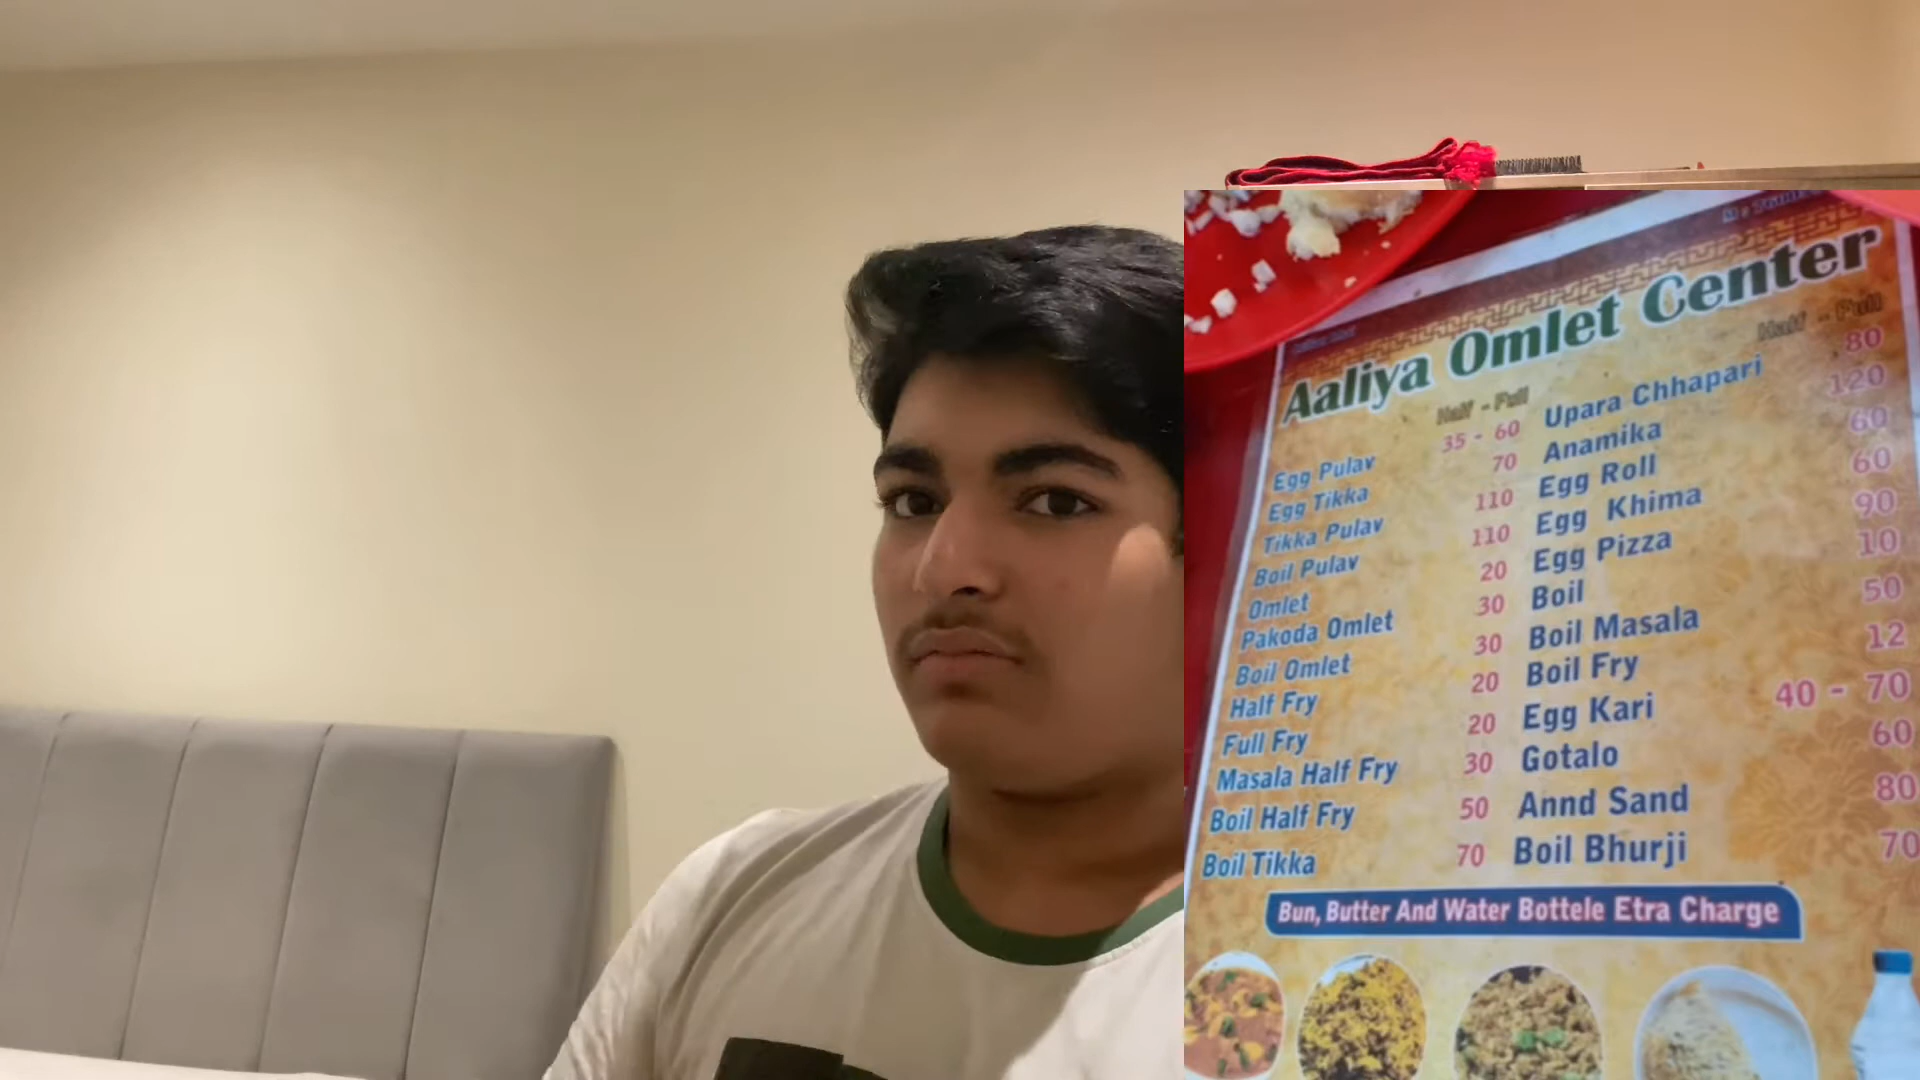 Aaliya Omlet Center
Half - Full
Half - Full
Egg Pulav 35 - 60
Egg Tikka 70
Tikka Pulav 110
Boil Pulav 110
Omlet 20
Pakoda Omlet 30
Boil Omlet 30
Half Fry 20
Full Fry 20
Masala Half Fry 30
Boil Half Fry 50
Boil Tikka 70
Upara Chhapari 80
Anamika 120
Egg Roll 60
Egg Khima 60
Egg Pizza 90
Boil 10
Boil Masala 50
Boil Fry 12
Egg Kari 40 - 70
Gotalo 60
Annd Sand 80
Boil Bhurji 70
Bun, Butter And Water Bottele Etra Charge